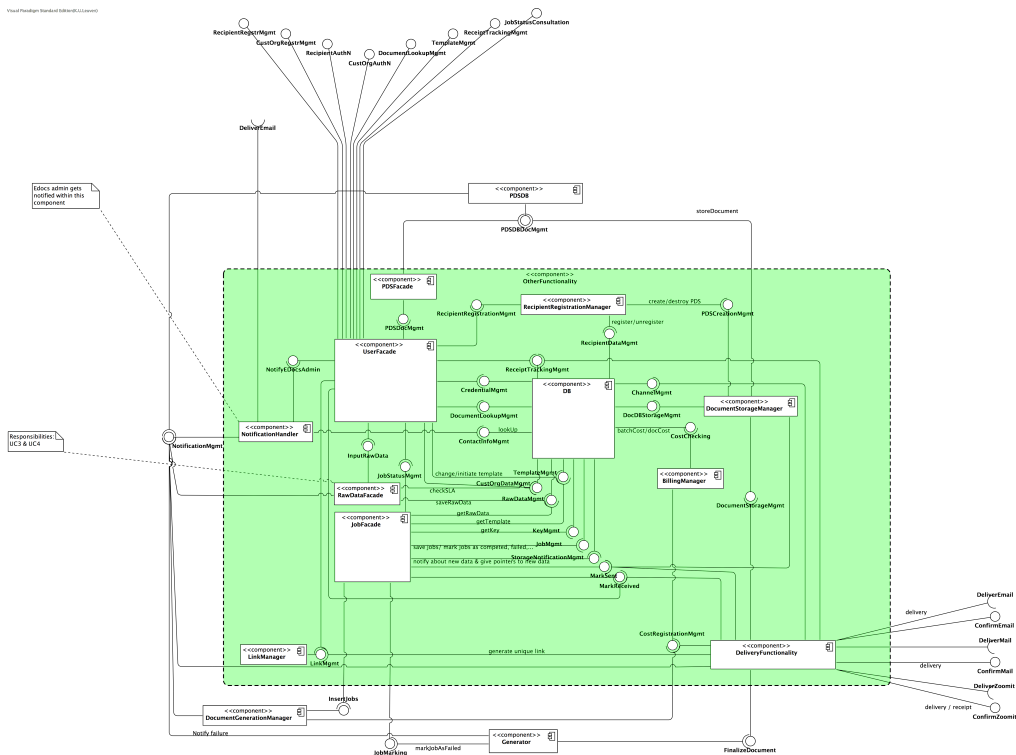 Visual Paradigm Standard Edition(K.U.Leuven)
JobStatusConsultation
RecipientRegstrMgmt
ReceiptTrackingMgmt
CustOrgRegstrMgmt
TemplateMgmt
RecipientAuthN
DocumentLookupMgmt
CustOrgAuthN
DeliverEmail
Edocs admin gets
notified within this
component
<<component>>
PDSDB
storeDocument
PDSDBDocMgmt
<<component>>
OtherFunctionality
<<component>>
PDSFacade
<<component>>
RecipientRegistrationManager
create/destroy PDS
RecipientRegistrationMgmt
PDSCreationMgmt
PDSDocMgmt
register/unregister
RecipientDataMgmt
<<component>>
UserFacade
NotifyEDocsAdmin
ReceiptTrackingMgmt
<<component>>
DB
CredentialMgmt
ChannelMgmt
<<component>>
DocumentStorageManager
DocumentLookupMgmt
DocDBStorageMgmt
<<component>>
NotificationHandler
lookUp
ContactInfoMgmt
batchCost/docCost
CostChecking
Responsibilities:
UC3 & UC4
NotificationMgmt
InputRawData
JobStatusMgmt
change/initiate template
TemplateMgmt
<<component>>
BillingManager
CustOrgDataMgmt
<<component>>
RawDataFacade
checkSLA
RawDataMgmt
saveRawData
DocumentStorageMgmt
<<component>>
JobFacade
getRawData
getTemplate
getKey
KeyMgmt
save jobs/ mark jobs as competed, failed,...
JobMgmt
StorageNotificationMgmt
notify about new data & give pointers to new data
MarkSent
MarkReceived
DeliverEmail
delivery
ConfirmEmail
CostRegistrationMgmt
<<component>>
LinkManager
LinkMgmt
generate unique link
<<component>>
DeliveryFunctionality
DeliverMail
delivery
ConfirmMail
DeliverZoomit
delivery / receipt
ConfirmZoomit
InsertJobs
<<component>>
DocumentGenerationManager
Notify failure
<<component>>
Generator
JobMarking
markJobAsFailed
FinalizeDocument